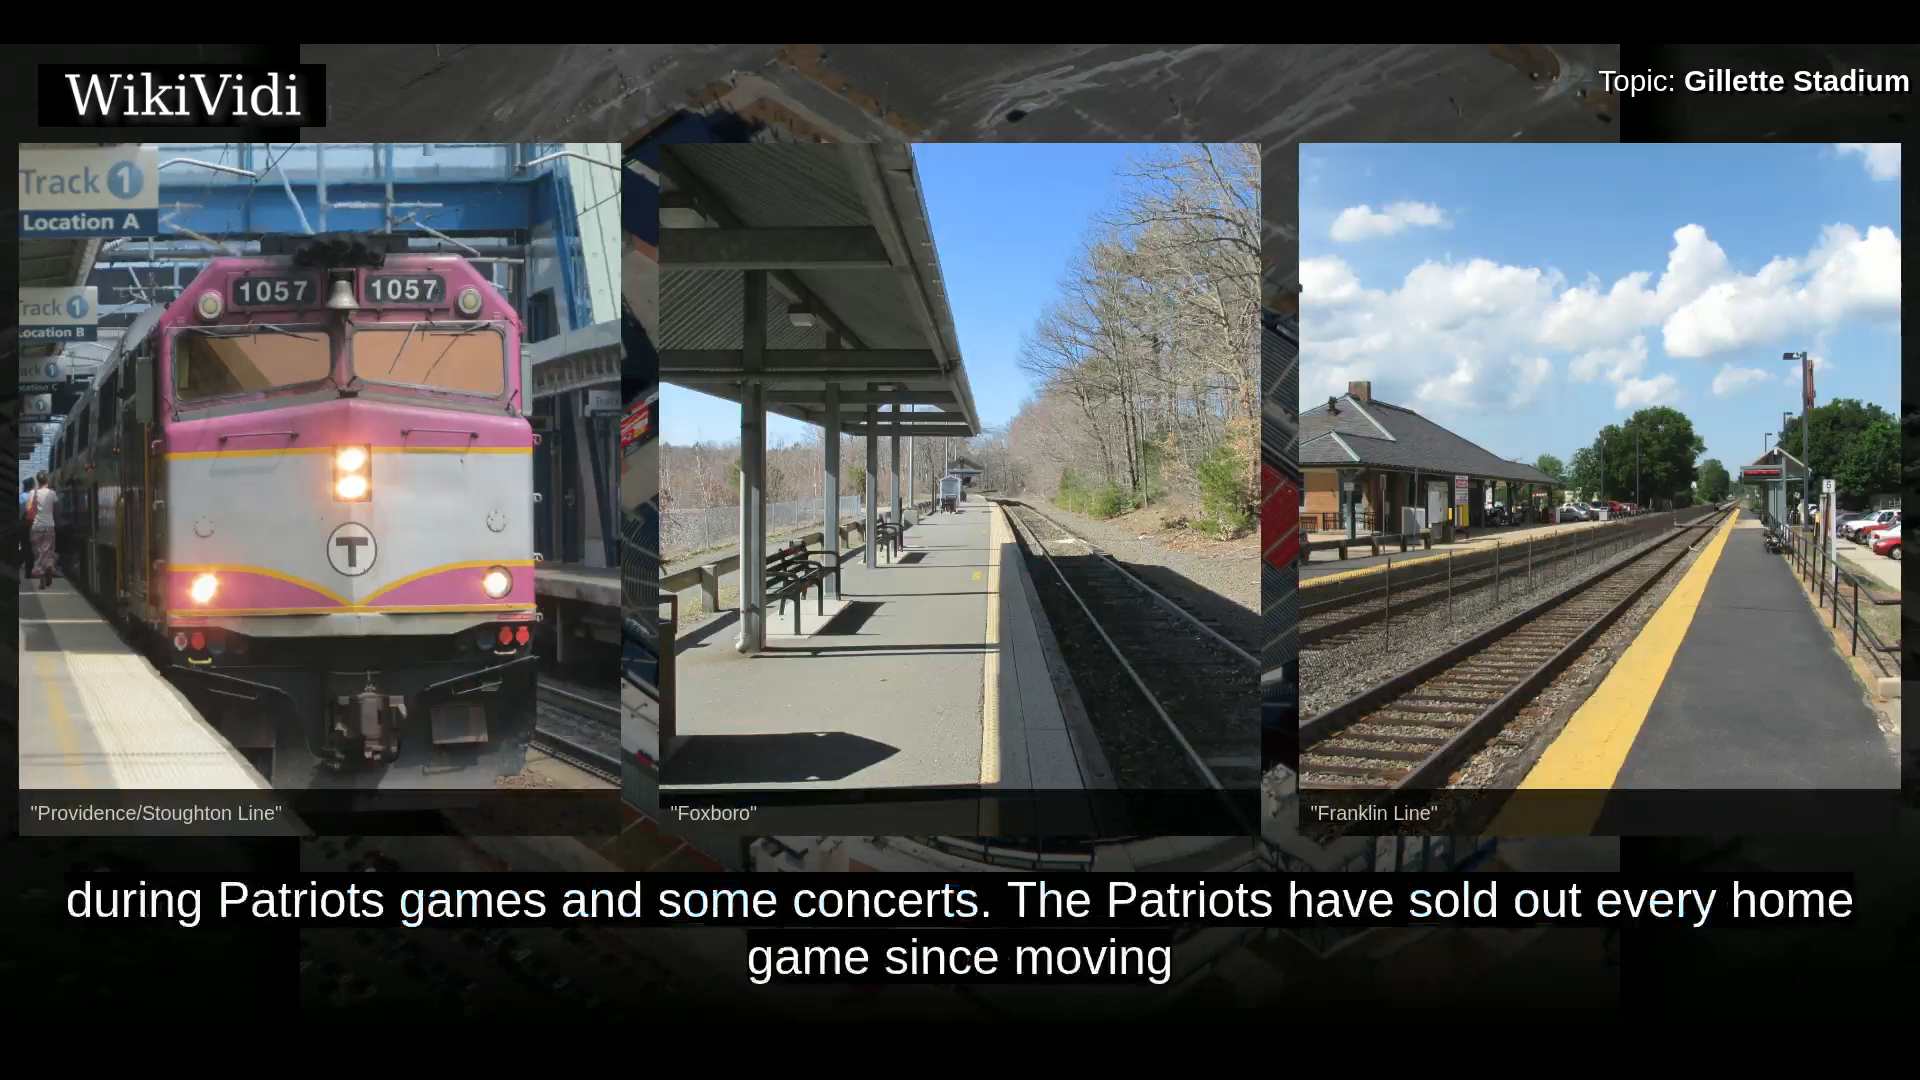 WikiVidi
Topic: Gillette Stadium
Track 1
Location A
Track 1
Location B
1057
1057
T
5
"Providence/Stoughton Line"
"Foxboro"
"Franklin Line"
during Patriots games and some concerts. The Patriots have sold out every home
game since moving